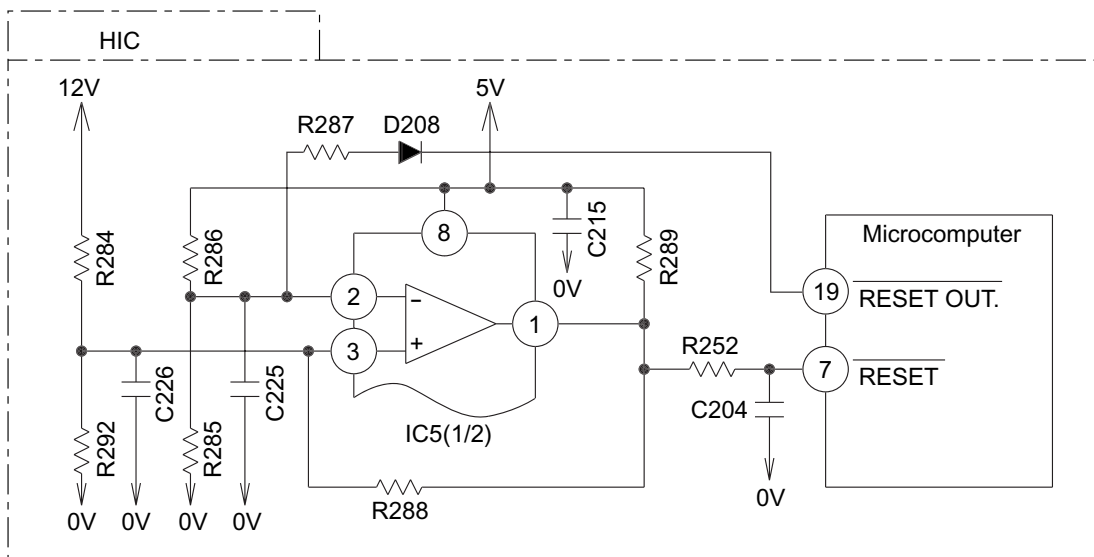 HIC
12V
5V
R287
D208
R284
R286
8
C215
R289
0V
Microcomputer
2
−
1
19
RESET OUT.
3
+
R252
7
RESET
C226
C225
C204
R292
R285
IC5(1/2)
R288
0V
0V
0V
0V
0V